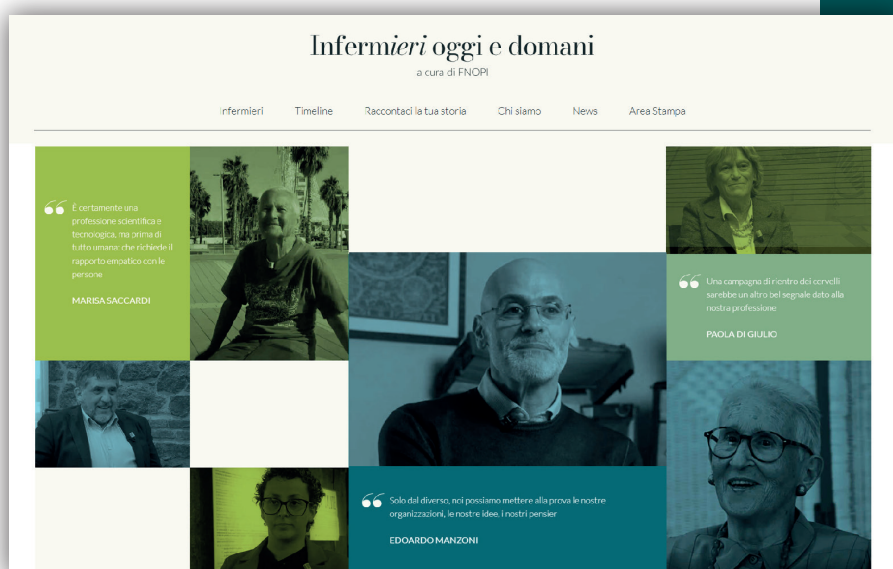 Infermieri oggi e domani
a cura di FNOPI
Infermieri Timeline Raccontaci la tua storia Chi siamo News Area Stampa
È certamente una
professione scientifica e
tecnologica, ma prima di
tutto umana: che richiede il
rapporto empatico con le
persone
MARISA SACCARDI
Una campagna di rientro dei cervelli
sarebbe un altro bel segnale dato alla
nostra professione
PAOLA DI GIULIO
Solo dal diverso, noi possiamo mettere alla prova le nostre
organizzazioni, le nostre idee, i nostri pensier
EDOARDO MANZONI